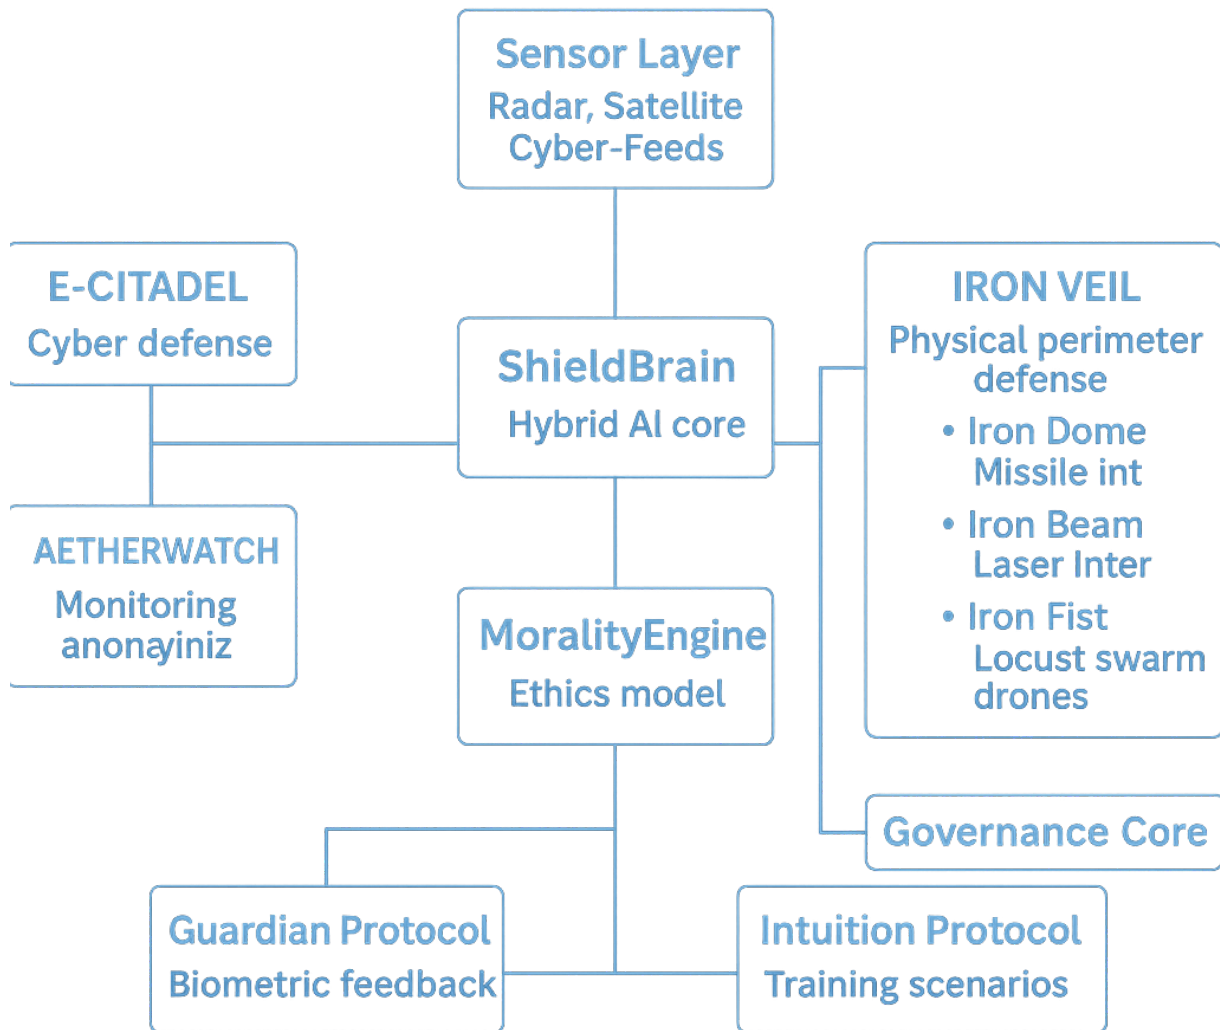 Sensor Layer
Radar, Satellite
Cyber-Feeds
E-CITADEL
Cyber defense
ShieldBrain
Hybrid AI core
IRON VEIL
Physical perimeter
defense
• Iron Dome
Missile int
• Iron Beam
Laser Inter
• Iron Fist
Locust swarm
drones
AETHERWATCH
Monitoring
anonayiniz
MoralityEngine
Ethics model
Governance Core
Guardian Protocol
Biometric feedback
Intuition Protocol
Training scenarios